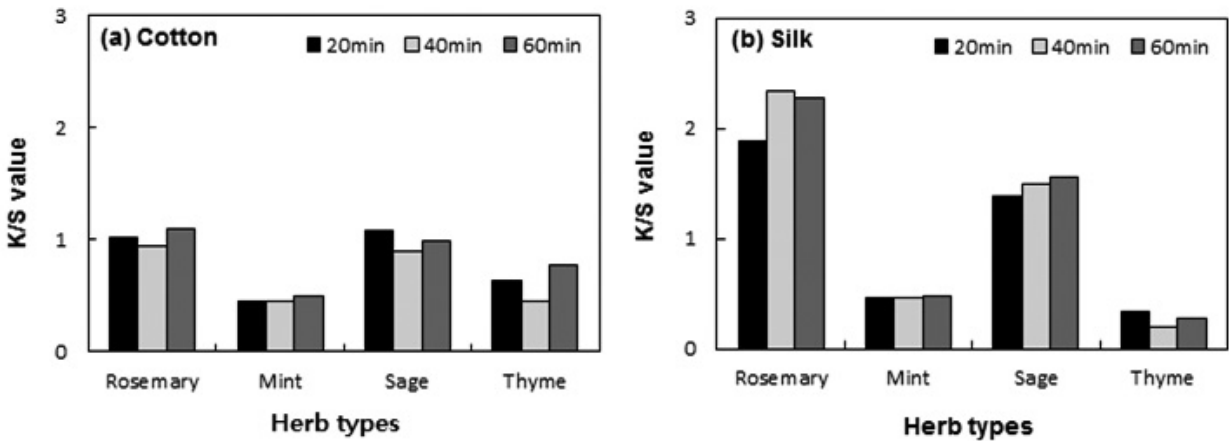 (a) Cotton
20min 40min 60min
3
2
1
0
K/S value
Rosemary Mint Sage Thyme
Herb types
(b) Silk
20min 40min 60min
3
2
1
0
K/S value
Rosemary Mint Sage Thyme
Herb types